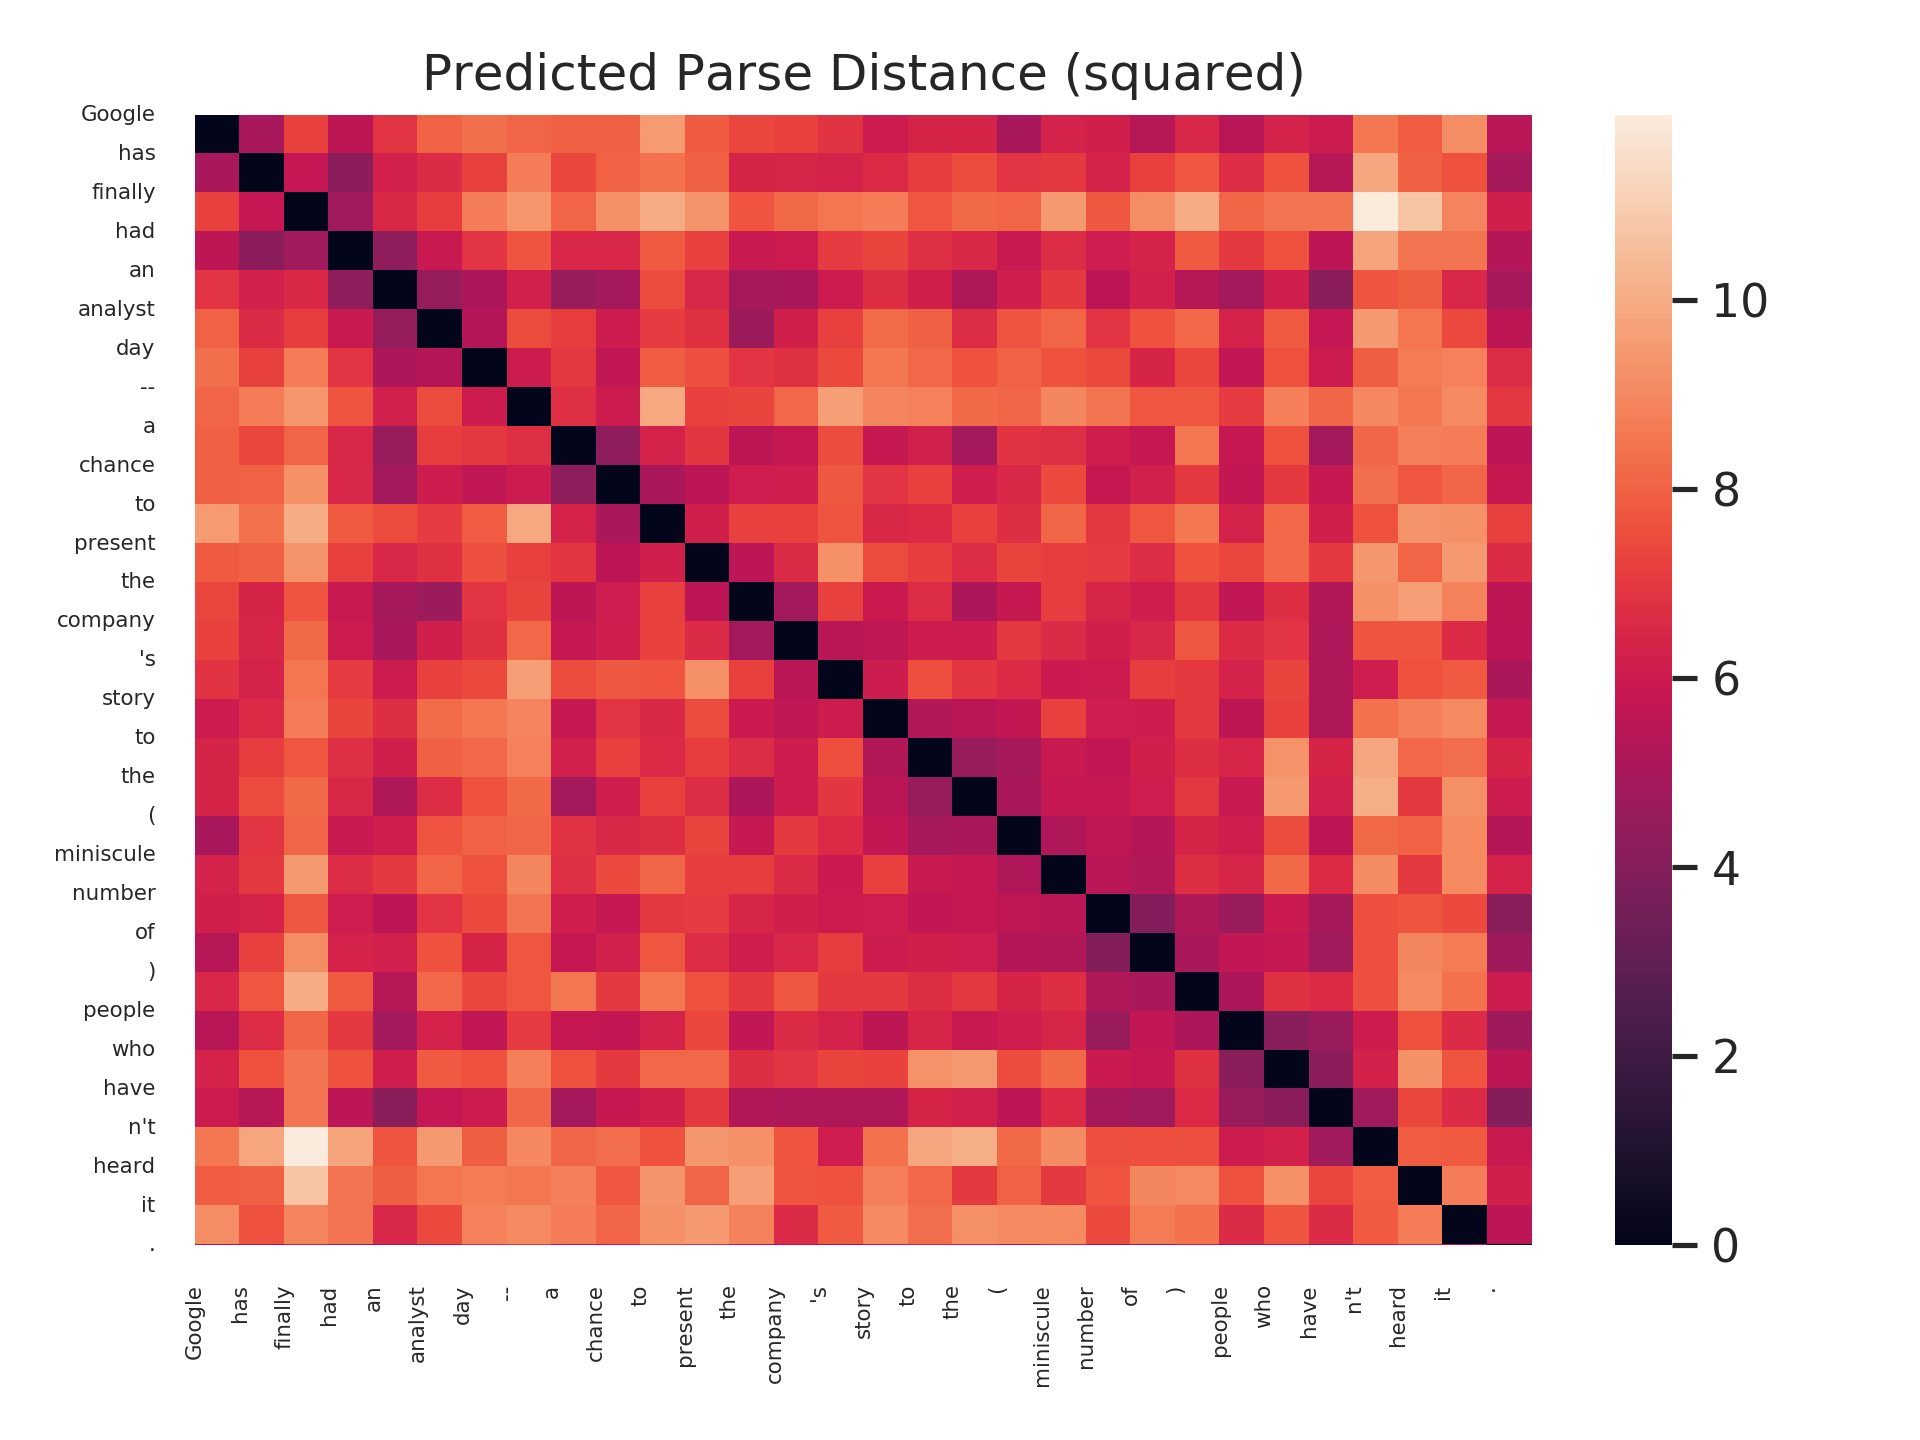 Predicted Parse Distance (squared)
Google
has
finally
had
an
analyst
day
--
a
chance
to
present
the
company
's
story
to
the
(
miniscule
number
of
)
people
who
have
n't
heard
it
.
10
8
6
4
2
0
Google
has
finally
had
an
analyst
day
--
a
chance
to
present
the
company
's
story
to
the
(
miniscule
number
of
)
people
who
have
n't
heard
it
.